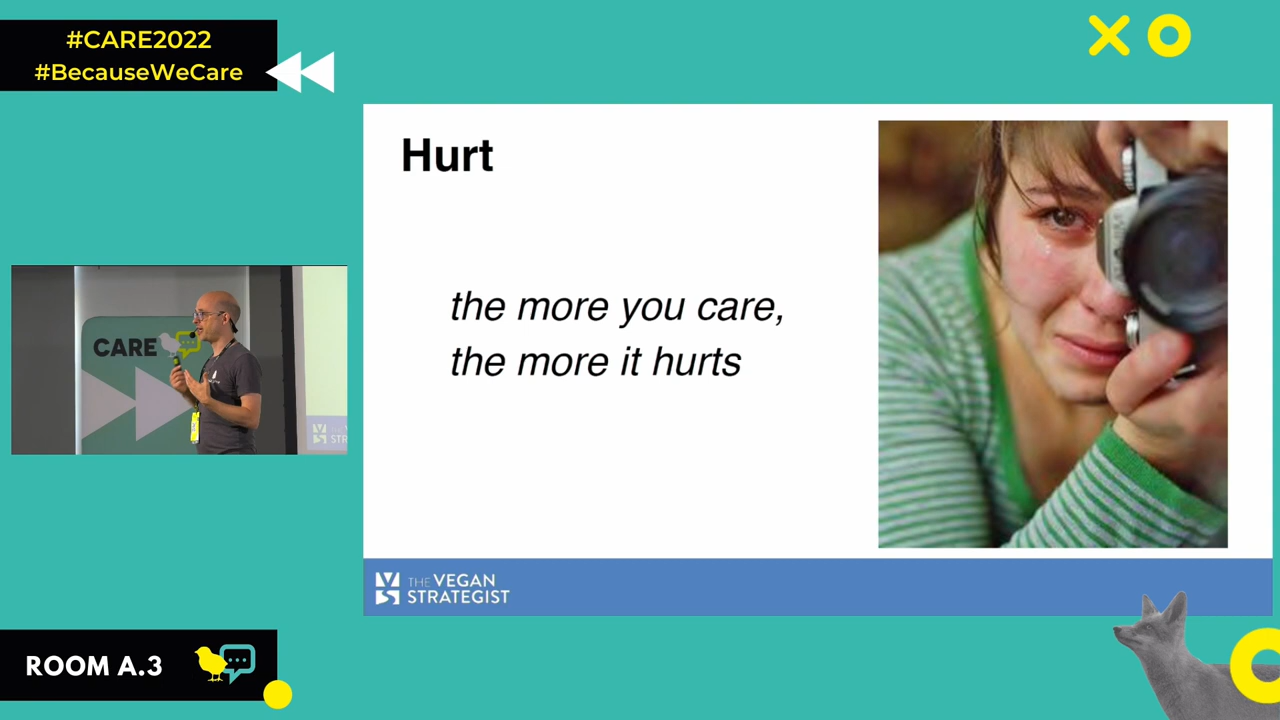 #CARE2022
#BecauseWeCare
Hurt
the more you care,
the more it hurts
CARE
THE VEGAN
STRATEGIST
ROOM A.3